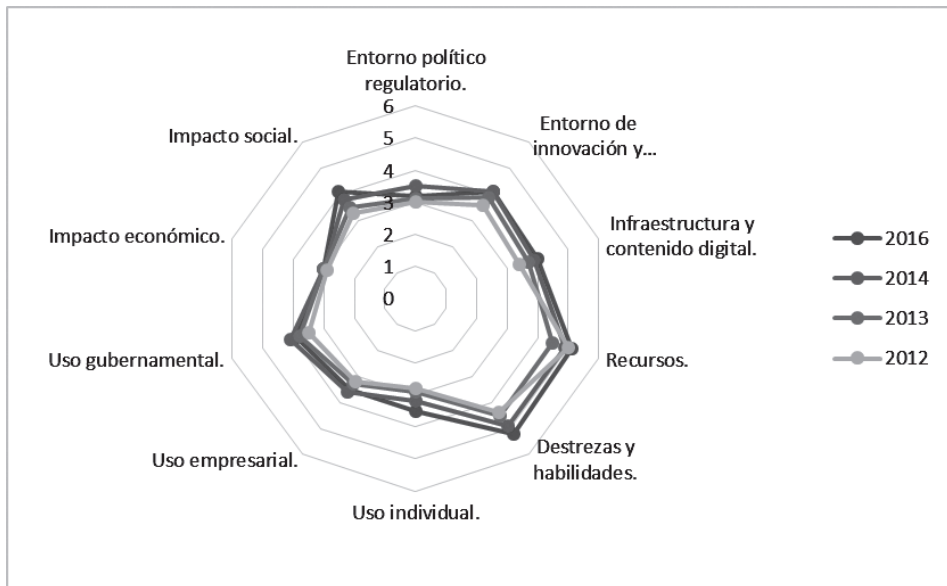 Entorno político
regulatorio.
Entorno de
innovación y...
Infraestructura y
contenido digital.
Recursos.
Destrezas y
habilidades.
Uso individual.
Uso empresarial.
Uso gubernamental.
Impacto económico.
Impacto social.
6
5
4
3
2
1
0
2016
2014
2013
2012